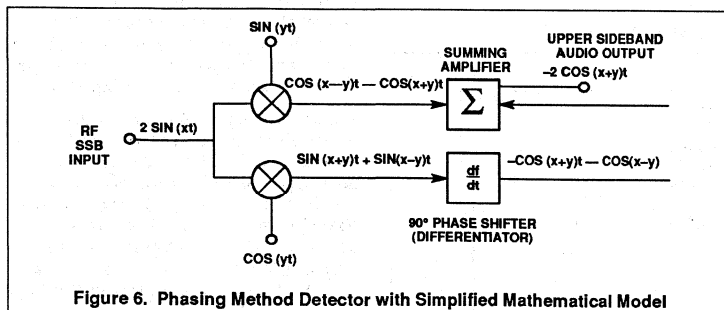 SIN (yt)
UPPER SIDEBAND
AUDIO OUTPUT
SUMMING
AMPLIFIER
–2 COS (x+y)t
COS (x—y)t — COS(x+y)t
Σ
RF
SSB
INPUT
2 SIN (xt)
SIN (x+y)t + SIN(x–y)t
–COS (x+y)t — COS(x–y)
df
dt
90° PHASE SHIFTER
(DIFFERENTIATOR)
COS (yt)
Figure 6. Phasing Method Detector with Simplified Mathematical Model